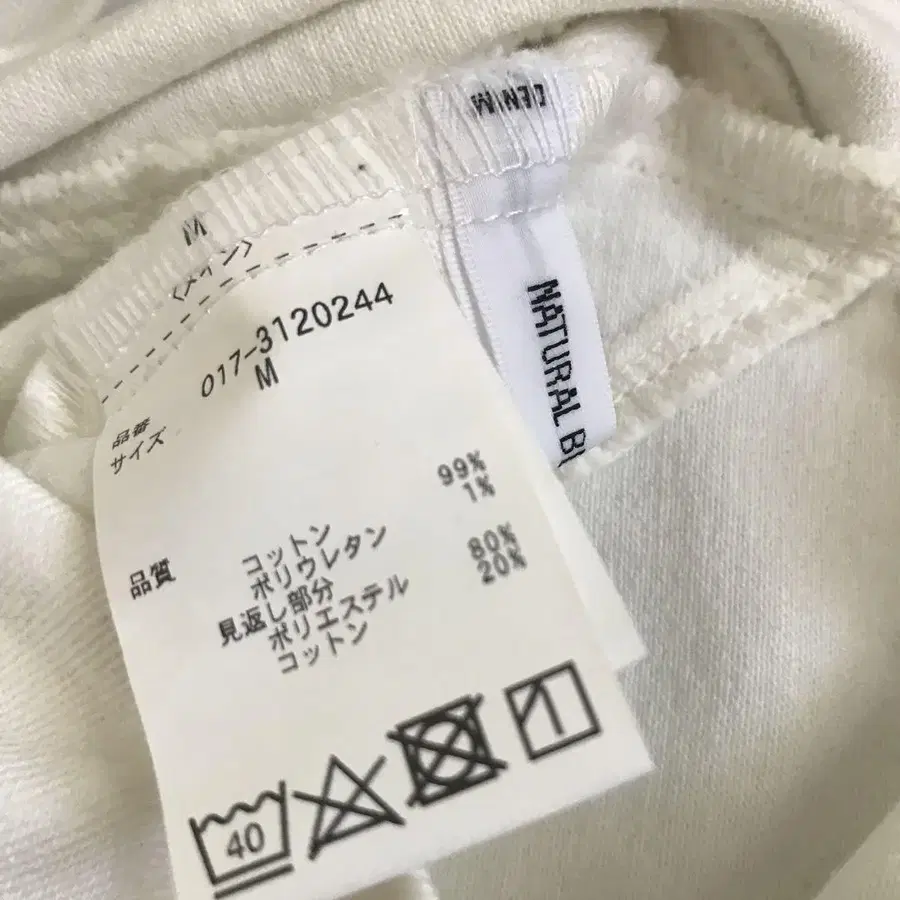 DENIM
M
NATURAL BU
〈メイン〉
品番 017-3120244
サイズ M
品質 コットン 99%
ポリウレタン 1%
見返し部分
ポリエステル 80%
コットン 20%
40